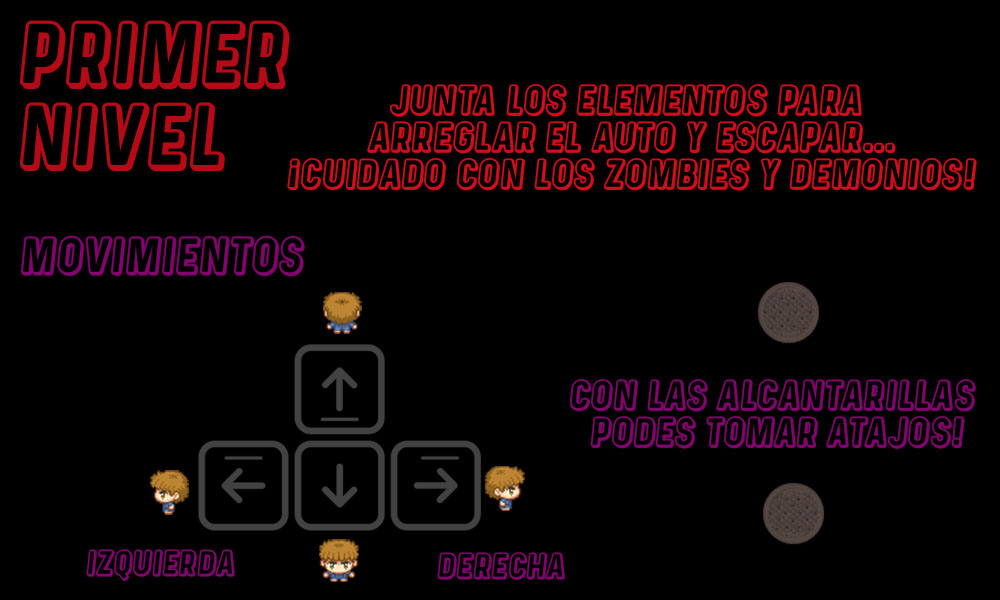 PRIMER
NIVEL
JUNTA LOS ELEMENTOS PARA
ARREGLAR EL AUTO Y ESCAPAR...
¡CUIDADO CON LOS ZOMBIES Y DEMONIOS!
MOVIMIENTOS
CON LAS ALCANTARILLAS
PODES TOMAR ATAJOS!
IZQUIERDA
DERECHA